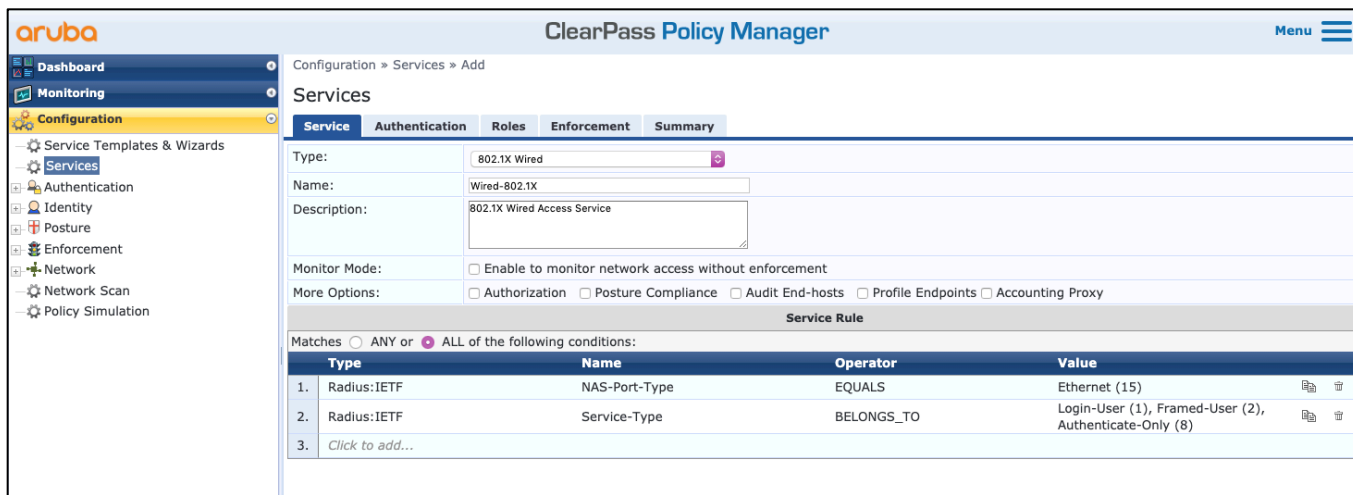 aruba
ClearPass Policy Manager
Menu
Dashboard
Monitoring
Configuration
Service Templates & Wizards
Services
Authentication
Identity
Posture
Enforcement
Network
Network Scan
Policy Simulation
Configuration » Services » Add
Services
Service Authentication Roles Enforcement Summary
Type: 802.1X Wired
Name: Wired-802.1X
Description: 802.1X Wired Access Service
Monitor Mode: Enable to monitor network access without enforcement
More Options: Authorization Posture Compliance Audit End-hosts Profile Endpoints Accounting Proxy
Service Rule
Matches ANY or ALL of the following conditions:
Type Name Operator Value
1. Radius:IETF NAS-Port-Type EQUALS Ethernet (15)
2. Radius:IETF Service-Type BELONGS_TO Login-User (1), Framed-User (2),
Authenticate-Only (8)
3. Click to add...